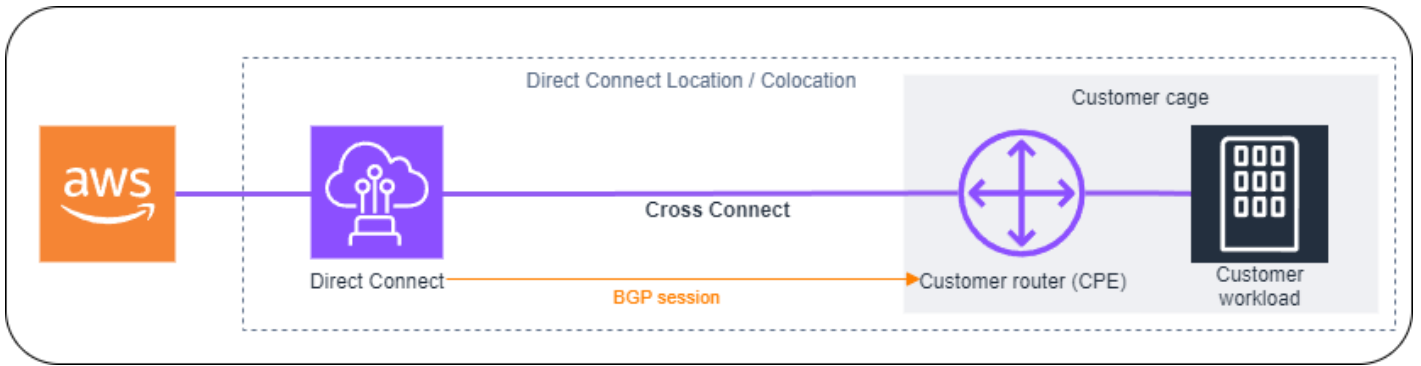 Direct Connect Location / Colocation
Customer cage
aws
Cross Connect
Direct Connect
BGP session
Customer router (CPE)
Customer
workload